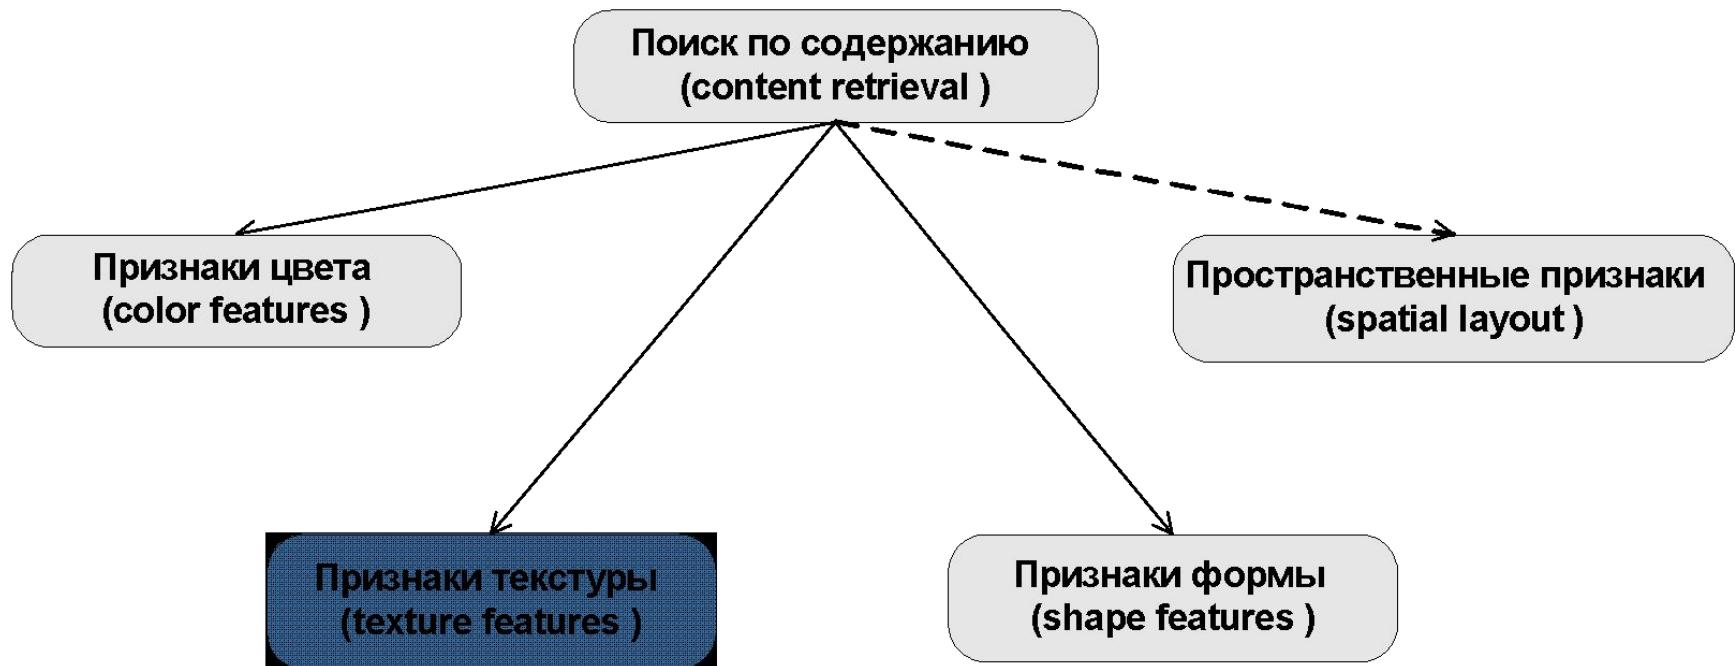 Поиск по содержанию
(content retrieval )
Признаки цвета
(color features )
Пространственные признаки
(spatial layout )
Признаки текстуры
(texture features )
Признаки формы
(shape features )